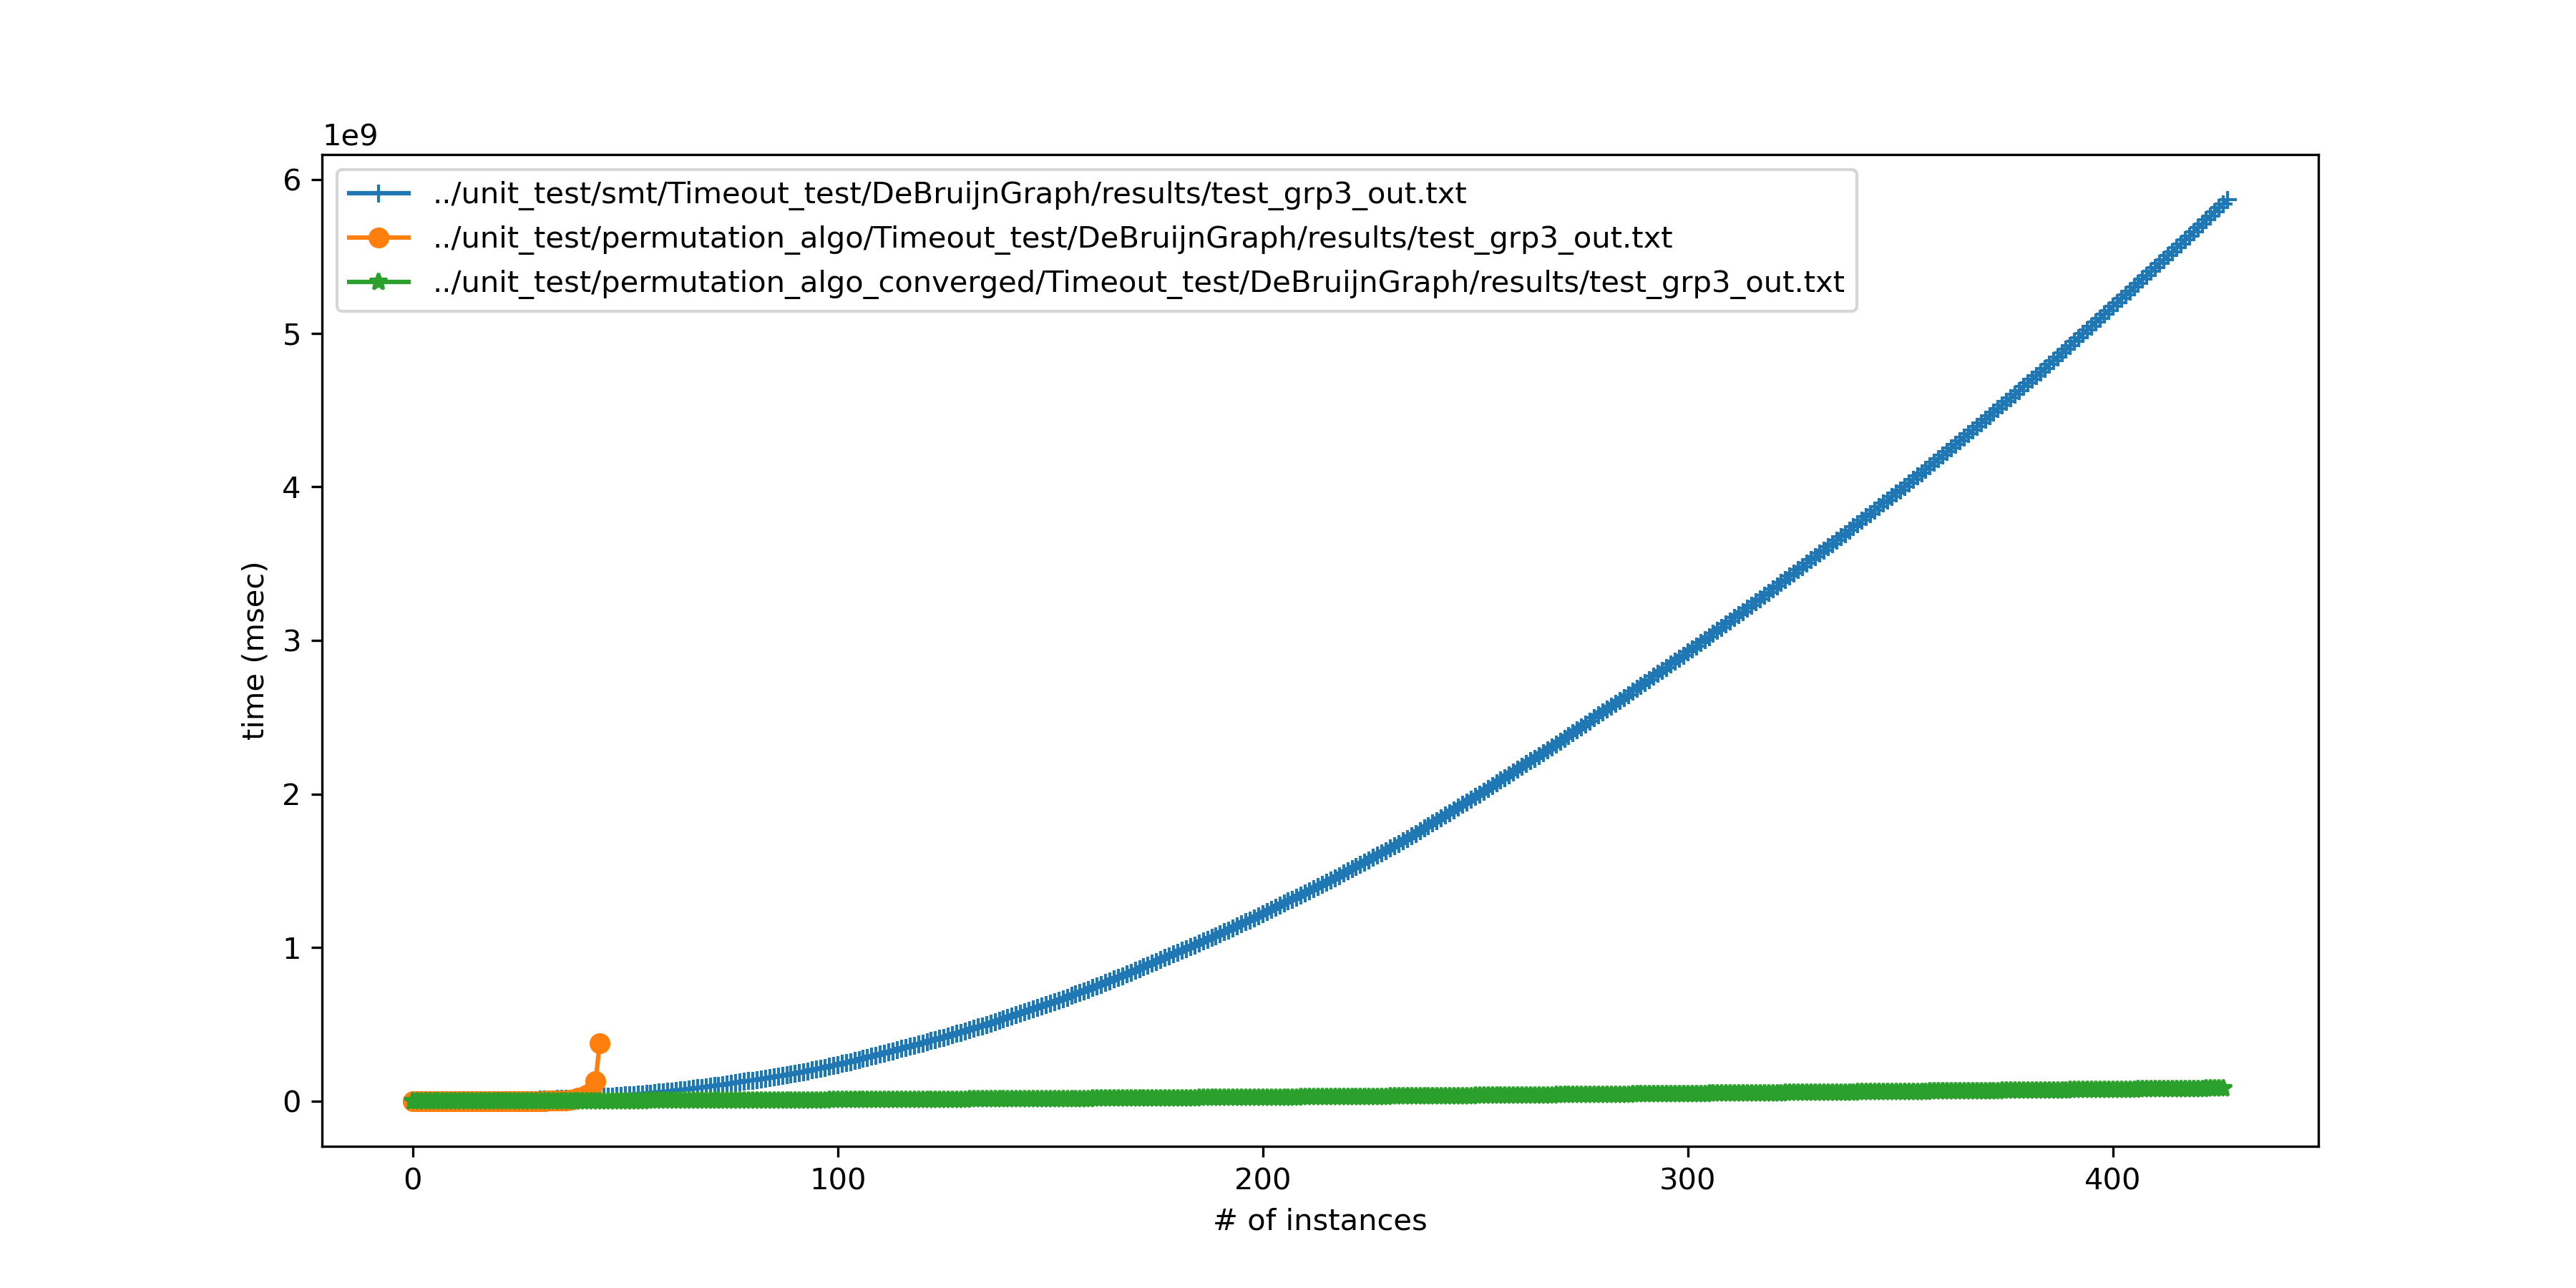 1e9
6
5
4
3
2
1
0
time (msec)
../unit_test/smt/Timeout_test/DeBruijnGraph/results/test_grp3_out.txt
../unit_test/permutation_algo/Timeout_test/DeBruijnGraph/results/test_grp3_out.txt
../unit_test/permutation_algo_converged/Timeout_test/DeBruijnGraph/results/test_grp3_out.txt
0 100 200 300 400
# of instances